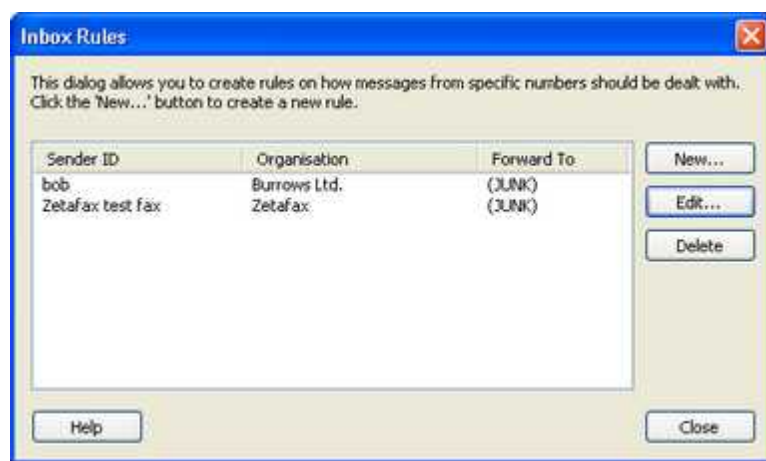 Inbox Rules
This dialog allows you to create rules on how messages from specific numbers should be dealt with.
Click the 'New...' button to create a new rule.
Sender ID Organisation Forward To
bob Burrows Ltd. (JUNK)
Zetafax test fax Zetafax (JUNK)
New...
Edit...
Delete
Help Close